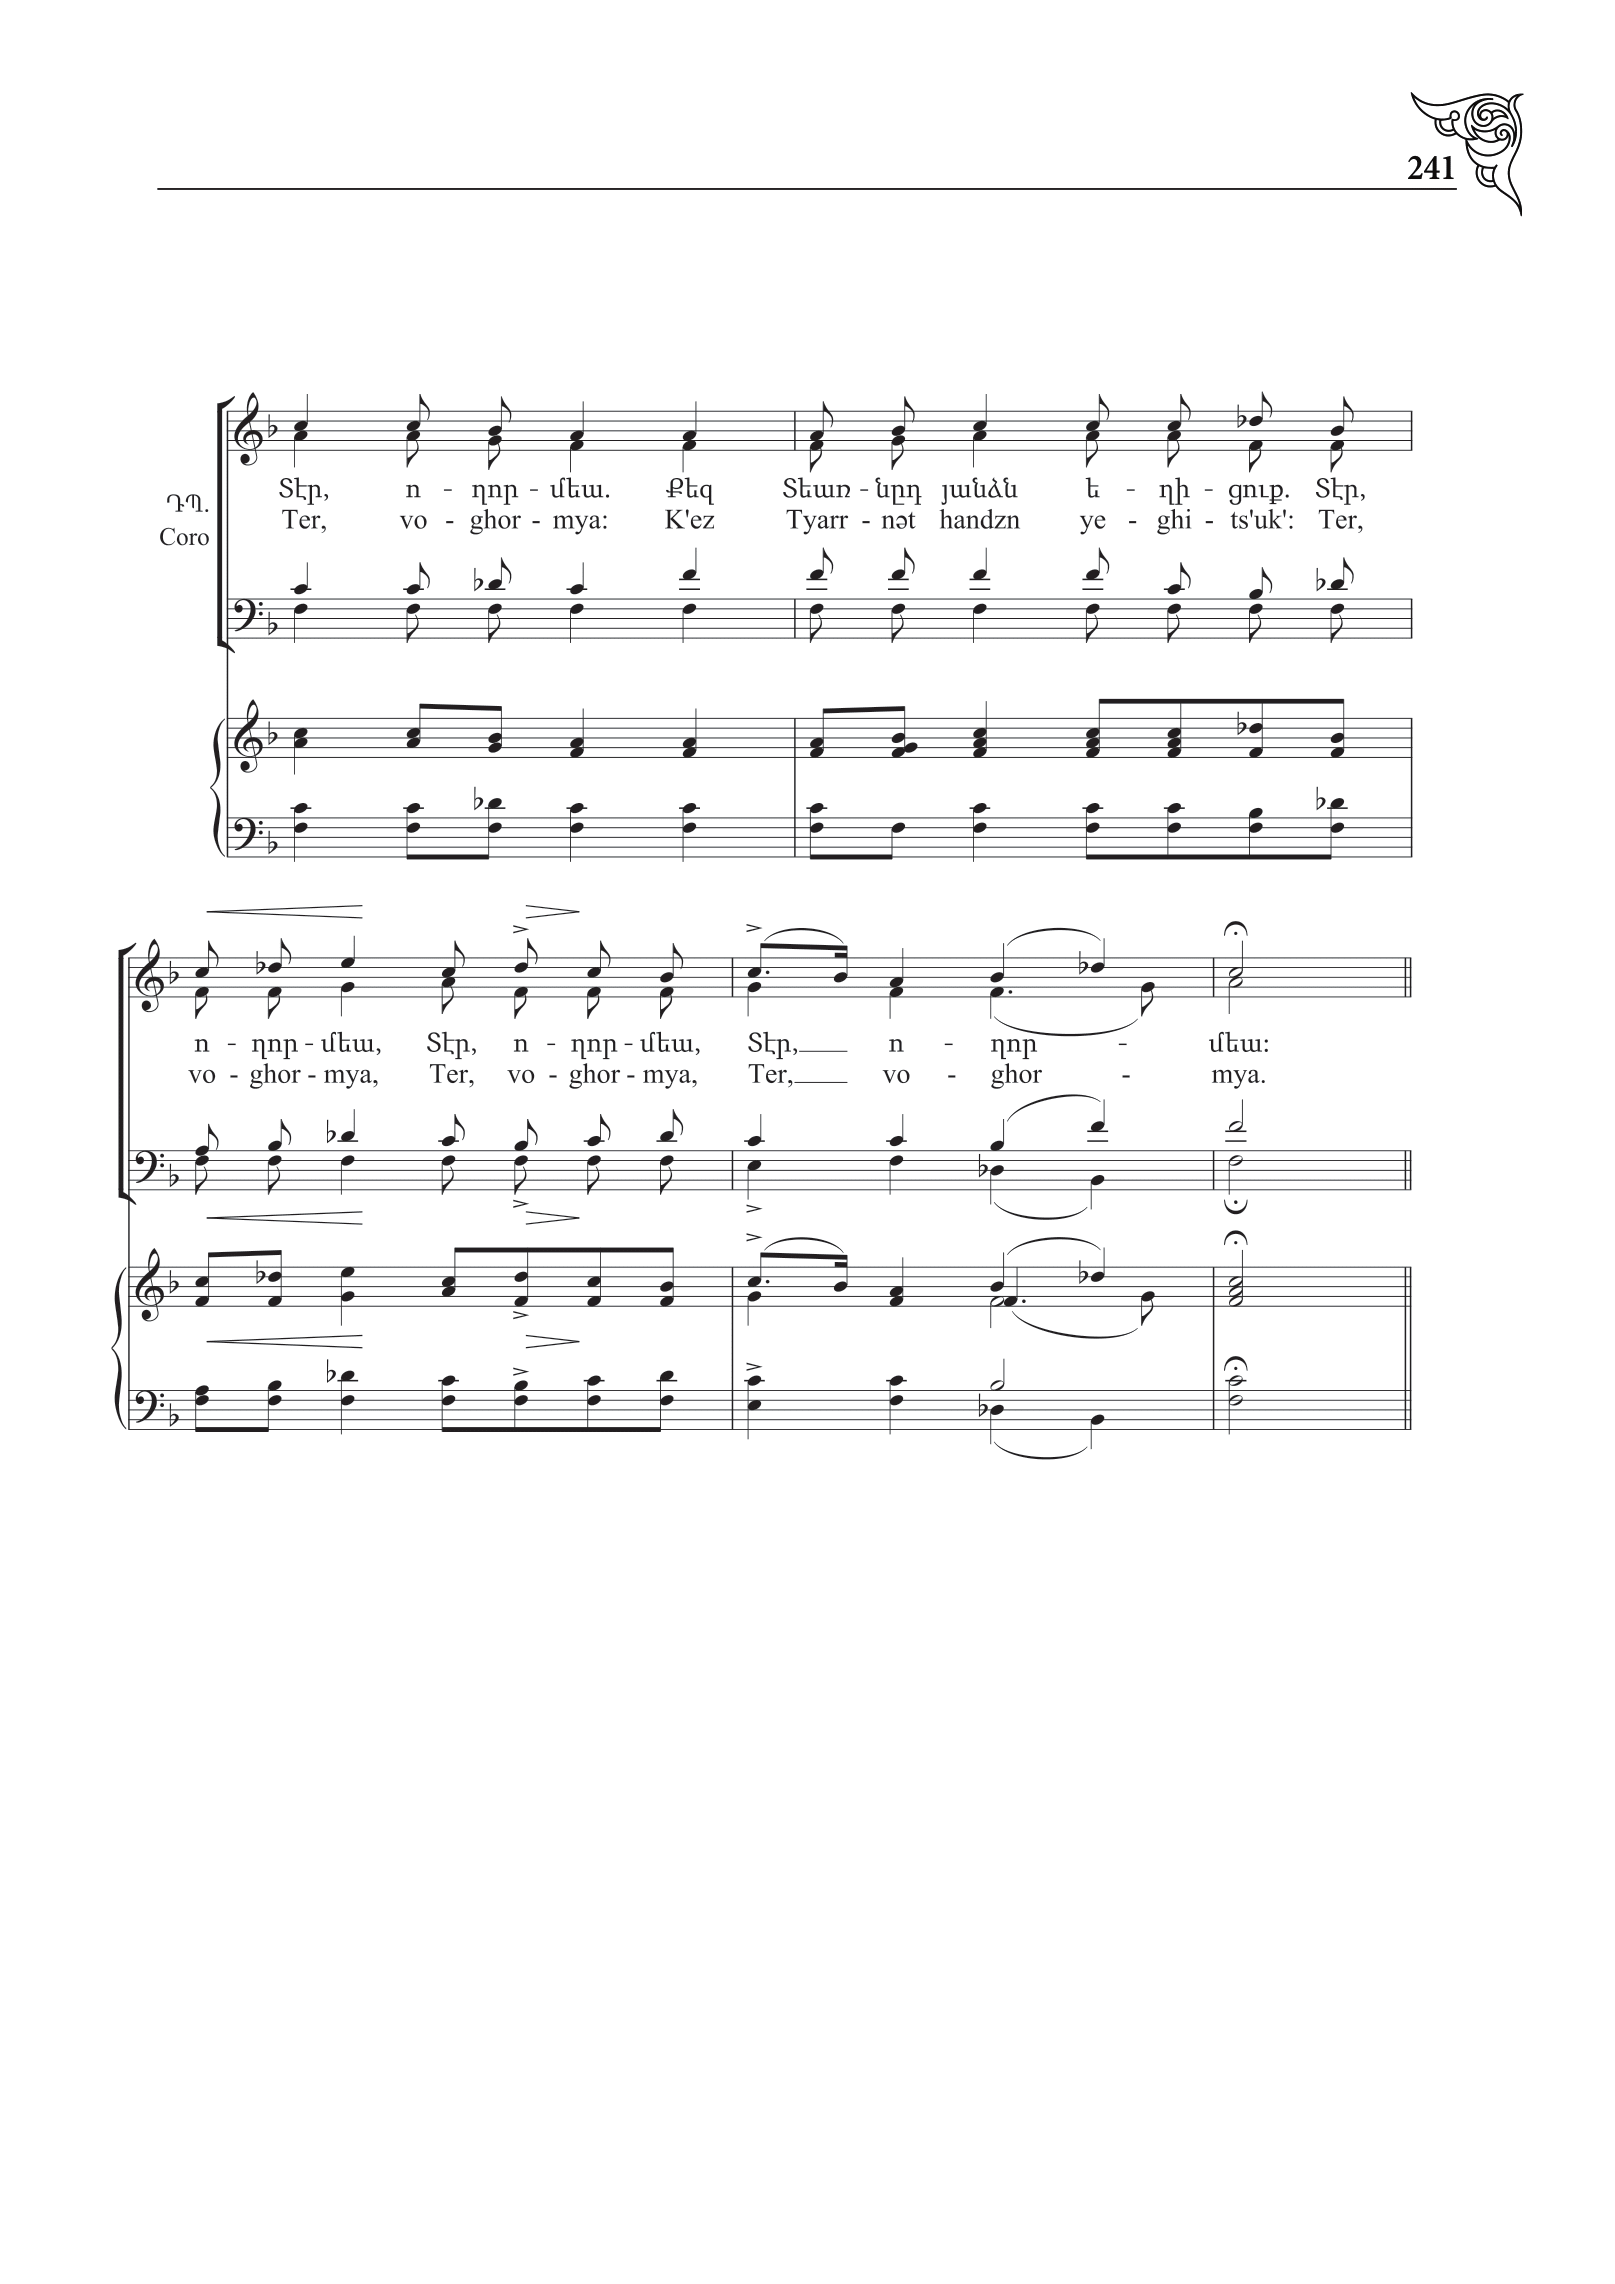 241
Տէր, ո - ղոր - մեա. Քեզ Տեառ - նըդ յանձն ե - ղի - ցուք. Տէր,
ԴՊ.
Ter, vo - ghor - mya: K'ez Tyarr - nət handzn ye - ghi - ts'uk': Ter,
Coro
ո - ղոր - մեա, Տէր, ո - ղոր - մեա, Տէր, ո - ղոր - մեա:
vo - ghor - mya, Ter, vo - ghor - mya, Ter, vo - ghor - mya.